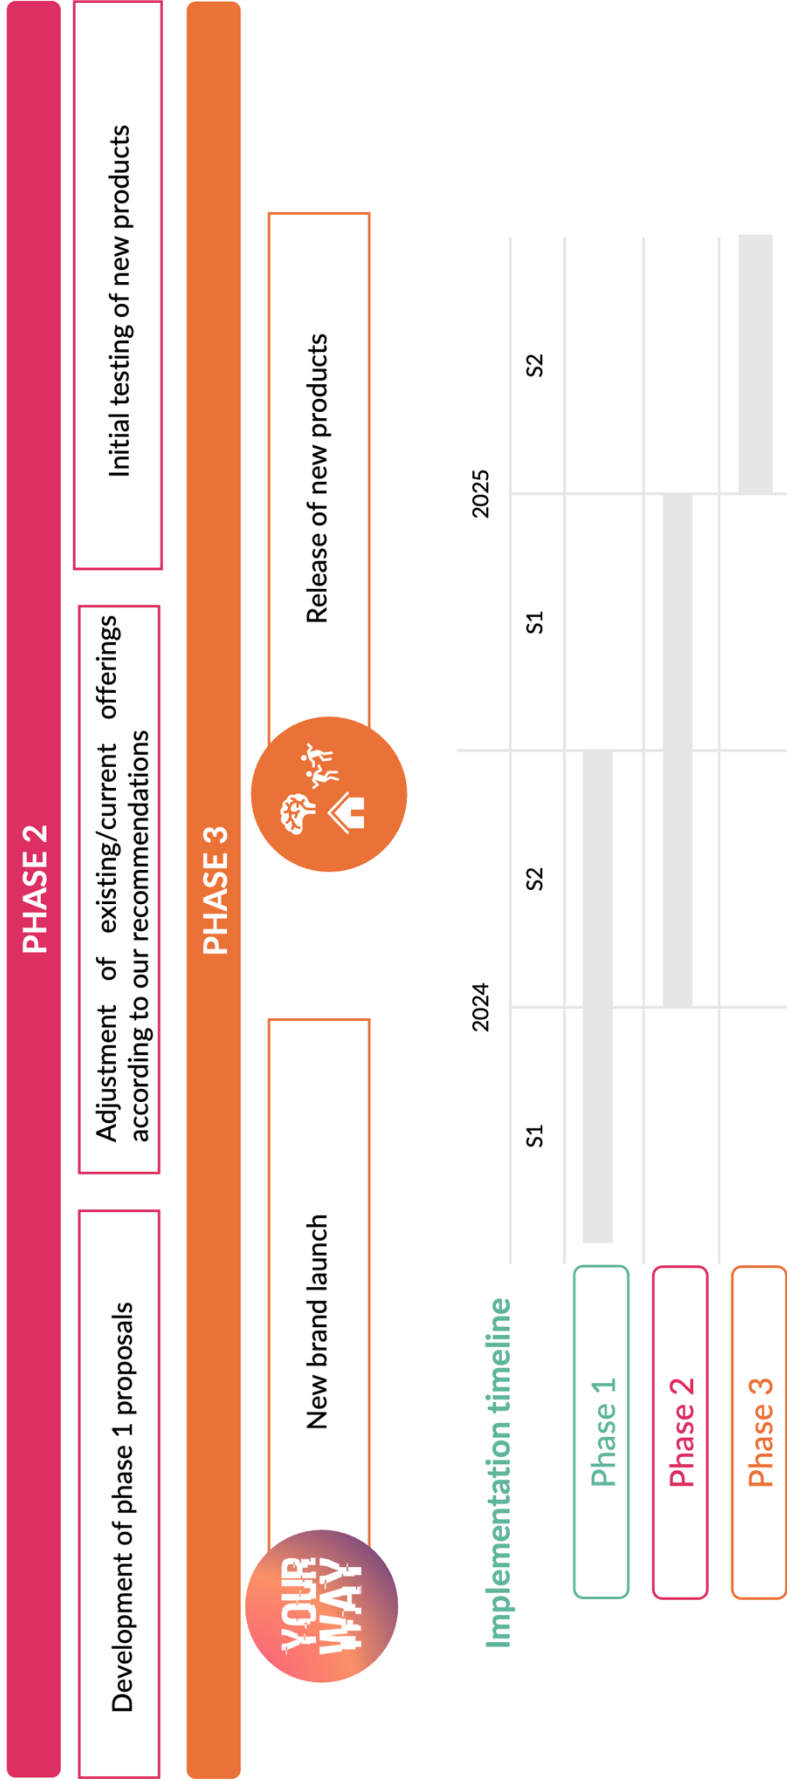 PHASE 2
Development of phase 1 proposals
Adjustment of existing/current offerings
according to our recommendations
Initial testing of new products
PHASE 3
YOUR
WAY
New brand launch
Release of new products
Implementation timeline
2024
2025
S1
S2
S1
S2
Phase 1
Phase 2
Phase 3